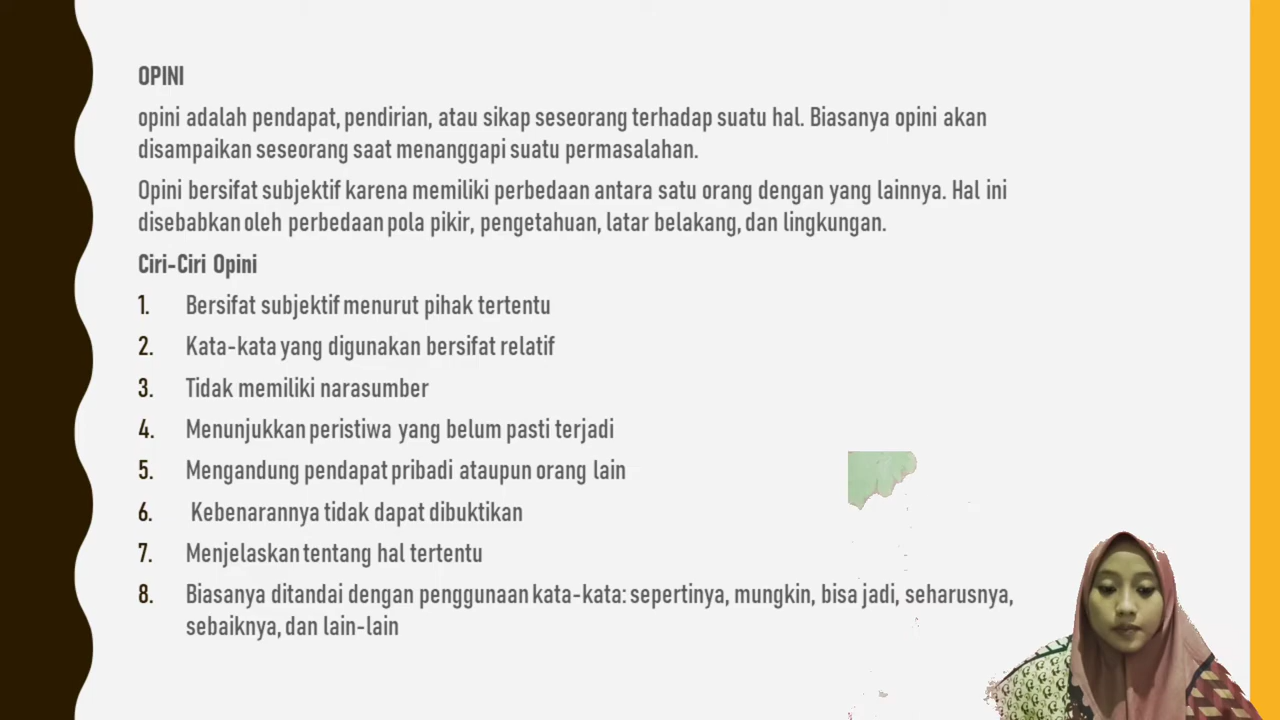 OPINI
opini adalah pendapat, pendirian, atau sikap seseorang terhadap suatu hal. Biasanya opini akan
disampaikan seseorang saat menanggapi suatu permasalahan.
Opini bersifat subjektif karena memiliki perbedaan antara satu orang dengan yang lainnya. Hal ini
disebabkan oleh perbedaan pola pikir, pengetahuan, latar belakang, dan lingkungan.
Ciri-Ciri Opini
1. Bersifat subjektif menurut pihak tertentu
2. Kata-kata yang digunakan bersifat relatif
3. Tidak memiliki narasumber
4. Menunjukkan peristiwa yang belum pasti terjadi
5. Mengandung pendapat pribadi ataupun orang lain
6. Kebenarannya tidak dapat dibuktikan
7. Menjelaskan tentang hal tertentu
8. Biasanya ditandai dengan penggunaan kata-kata: sepertinya, mungkin, bisa jadi, seharusnya,
sebaiknya, dan lain-lain